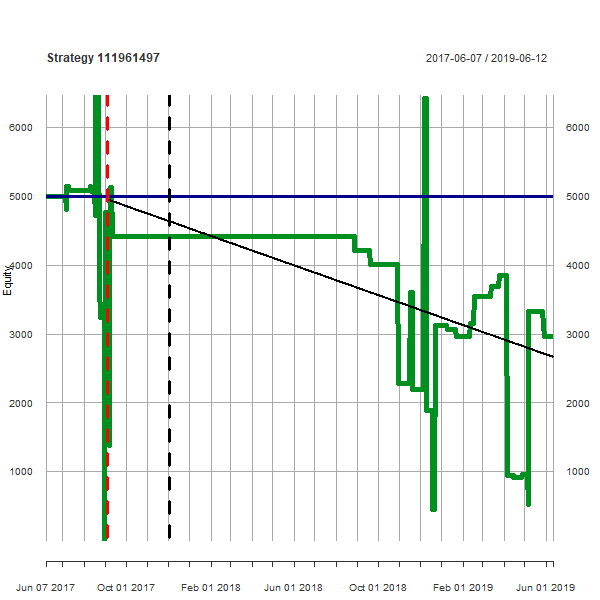 Strategy 111961497
2017-06-07 / 2019-06-12
Equity
6000
5000
4000
3000
2000
1000
6000
5000
4000
3000
2000
1000
Jun 07 2017
Oct 01 2017
Feb 01 2018
Jun 01 2018
Oct 01 2018
Feb 01 2019
Jun 01 2019